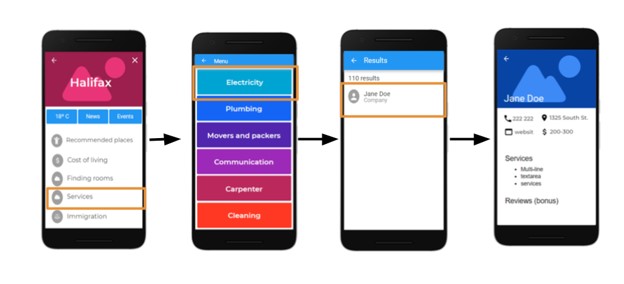 Halifax
18º C
News
Events
Recommended places
Cost of living
Finding rooms
Services
Immigration
Menu
Electricity
Plumbing
Movers and packers
Communication
Carpenter
Cleaning
Results
110 results
Jane Doe
Company
Jane Doe
222 222
1325 South St.
websit
$ 200-300
Services
• Multi-line
• textarea
• services
Reviews (bonus)